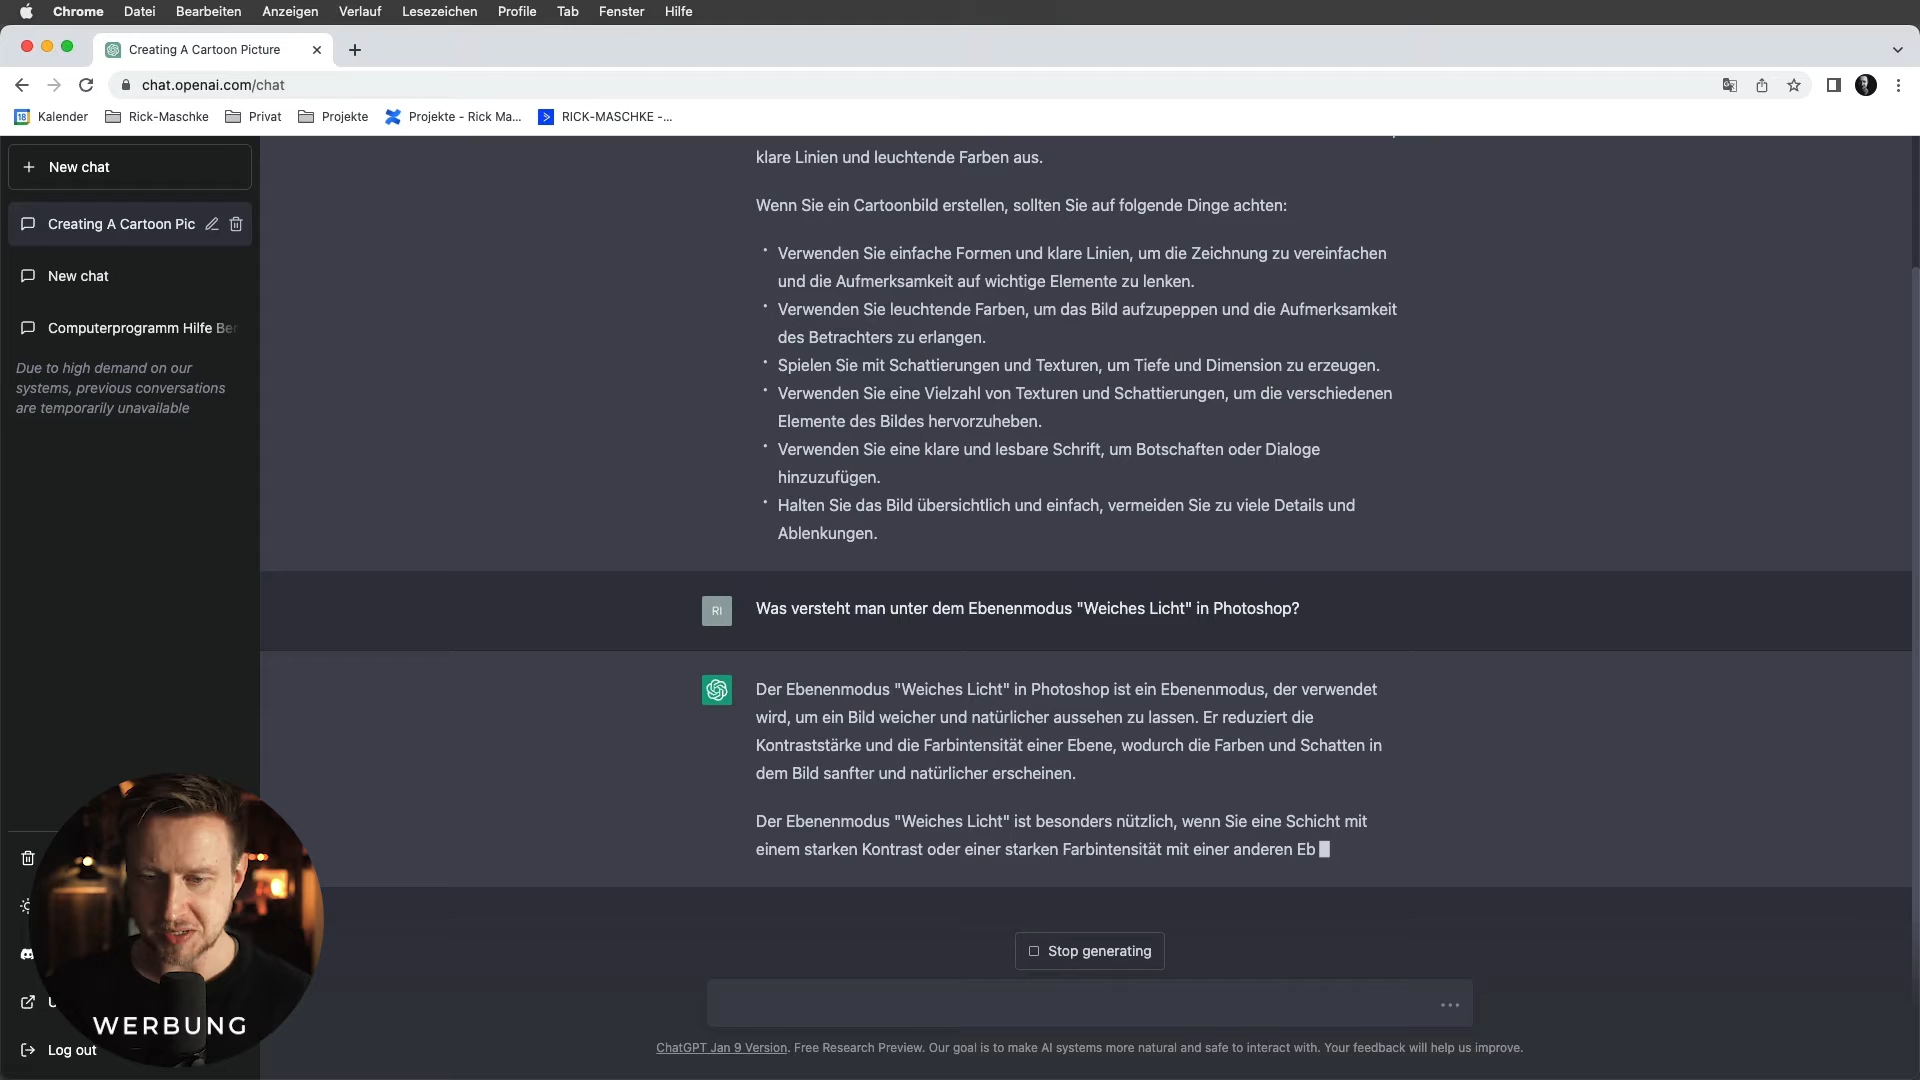 Chrome Datei Bearbeiten Anzeigen Verlauf Lesezeichen Profile Tab Fenster Hilfe
Creating A Cartoon Picture
chat.openai.com/chat
18 Kalender Rick-Maschke Privat Projekte Projekte - Rick Ma... RICK-MASCHKE -...
New chat
Creating A Cartoon Pic
New chat
Computerprogramm Hilfe Ber
Due to high demand on our
systems, previous conversations
are temporarily unavailable
klare Linien und leuchtende Farben aus.
Wenn Sie ein Cartoonbild erstellen, sollten Sie auf folgende Dinge achten:
• Verwenden Sie einfache Formen und klare Linien, um die Zeichnung zu vereinfachen
und die Aufmerksamkeit auf wichtige Elemente zu lenken.
• Verwenden Sie leuchtende Farben, um das Bild aufzupeppen und die Aufmerksamkeit
des Betrachters zu erlangen.
• Spielen Sie mit Schattierungen und Texturen, um Tiefe und Dimension zu erzeugen.
• Verwenden Sie eine Vielzahl von Texturen und Schattierungen, um die verschiedenen
Elemente des Bildes hervorzuheben.
• Verwenden Sie eine klare und lesbare Schrift, um Botschaften oder Dialoge
hinzuzufügen.
• Halten Sie das Bild übersichtlich und einfach, vermeiden Sie zu viele Details und
Ablenkungen.
RI
Was versteht man unter dem Ebenenmodus "Weiches Licht" in Photoshop?
Der Ebenenmodus "Weiches Licht" in Photoshop ist ein Ebenenmodus, der verwendet
wird, um ein Bild weicher und natürlicher aussehen zu lassen. Er reduziert die
Kontraststärke und die Farbintensität einer Ebene, wodurch die Farben und Schatten in
dem Bild sanfter und natürlicher erscheinen.
Der Ebenenmodus "Weiches Licht" ist besonders nützlich, wenn Sie eine Schicht mit
einem starken Kontrast oder einer starken Farbintensität mit einer anderen Eb
Stop generating
WERBUNG
Log out
ChatGPT Jan 9 Version. Free Research Preview. Our goal is to make AI systems more natural and safe to interact with. Your feedback will help us improve.